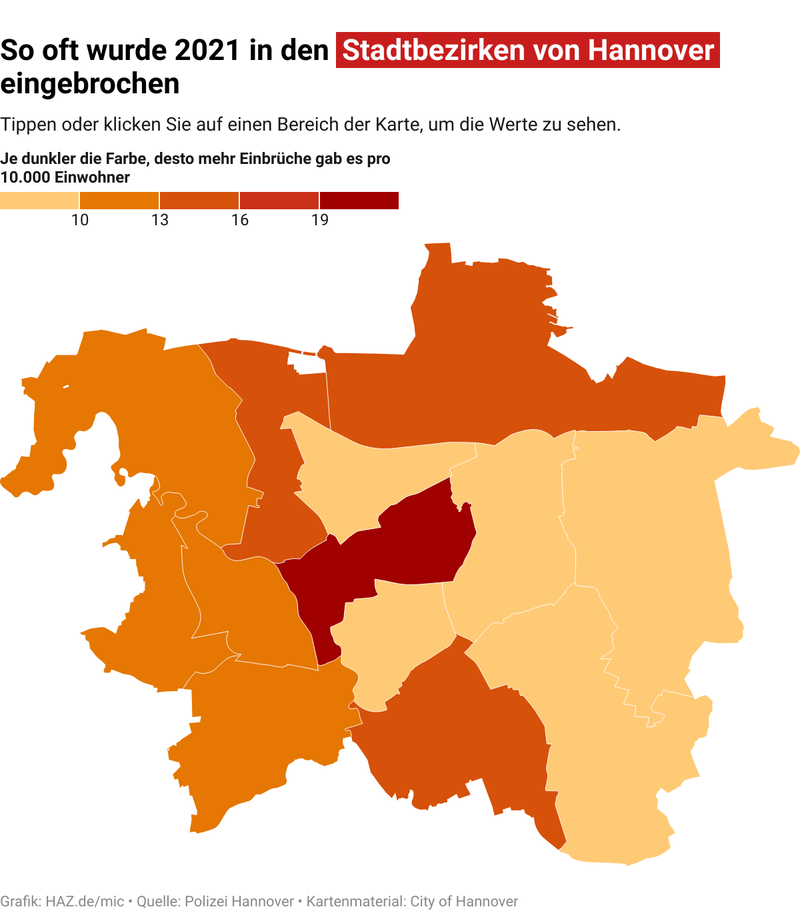 So oft wurde 2021 in den Stadtbezirken von Hannover
eingebrochen
Tippen oder klicken Sie auf einen Bereich der Karte, um die Werte zu sehen.
Je dunkler die Farbe, desto mehr Einbrüche gab es pro
10.000 Einwohner
10 13 16 19
Grafik: HAZ.de/mic • Quelle: Polizei Hannover • Kartenmaterial: City of Hannover